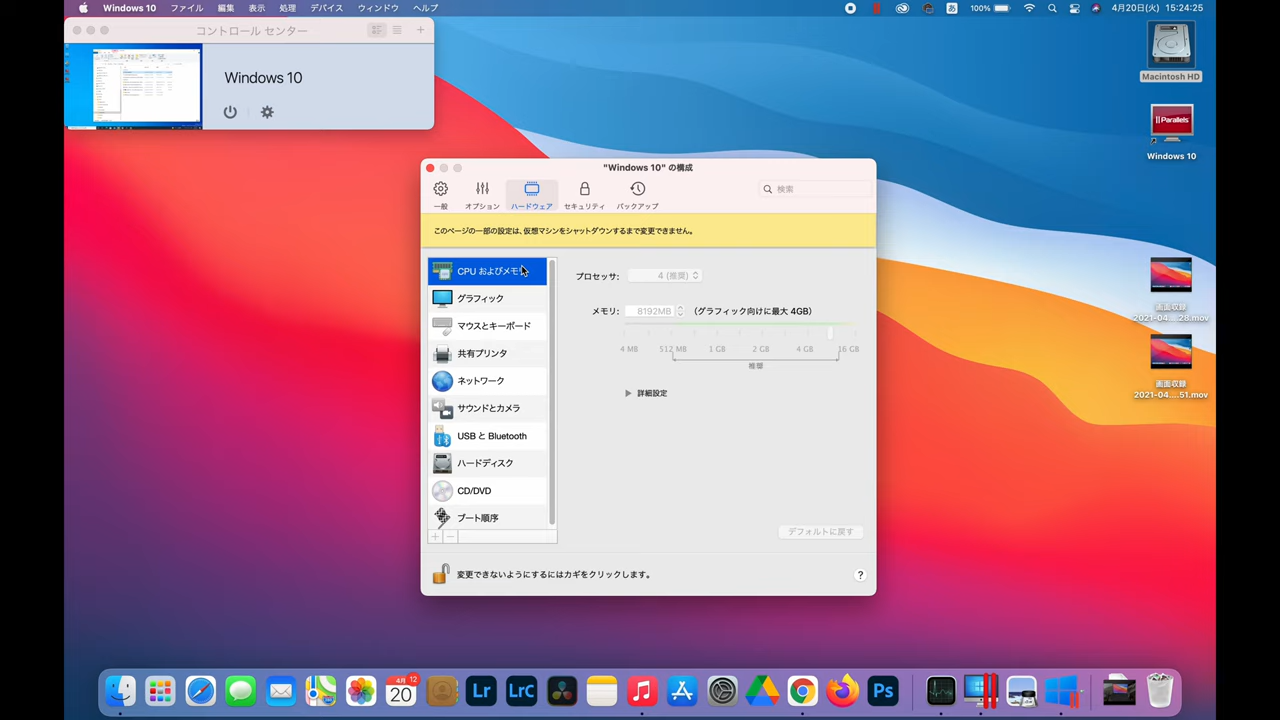 Windows 10 ファイル 編集 表示 処理 デバイス ウィンドウ ヘルプ
あ 100% 4月20日(火) 15:24:25
コントロール センター
Windows 10
Macintosh HD
Parallels
Windows 10
画面収録
2021-04....28.mov
画面収録
2021-04....51.mov
"Windows 10" の構成
一般 オプション ハードウェア セキュリティ バックアップ
検索
このページの一部の設定は、仮想マシンをシャットダウンするまで変更できません。
CPU およびメモリ
グラフィック
マウスとキーボード
共有プリンタ
ネットワーク
サウンドとカメラ
USB と Bluetooth
ハードディスク
CD/DVD
ブート順序
プロセッサ: 4 (推奨)
メモリ: 8192MB (グラフィック向けに最大 4GB)
4 MB 512 MB 1 GB 2 GB 4 GB 16 GB
推奨
詳細設定
デフォルトに戻す
変更できないようにするにはカギをクリックします。
?
4月 12
20
Lr LrC Ps